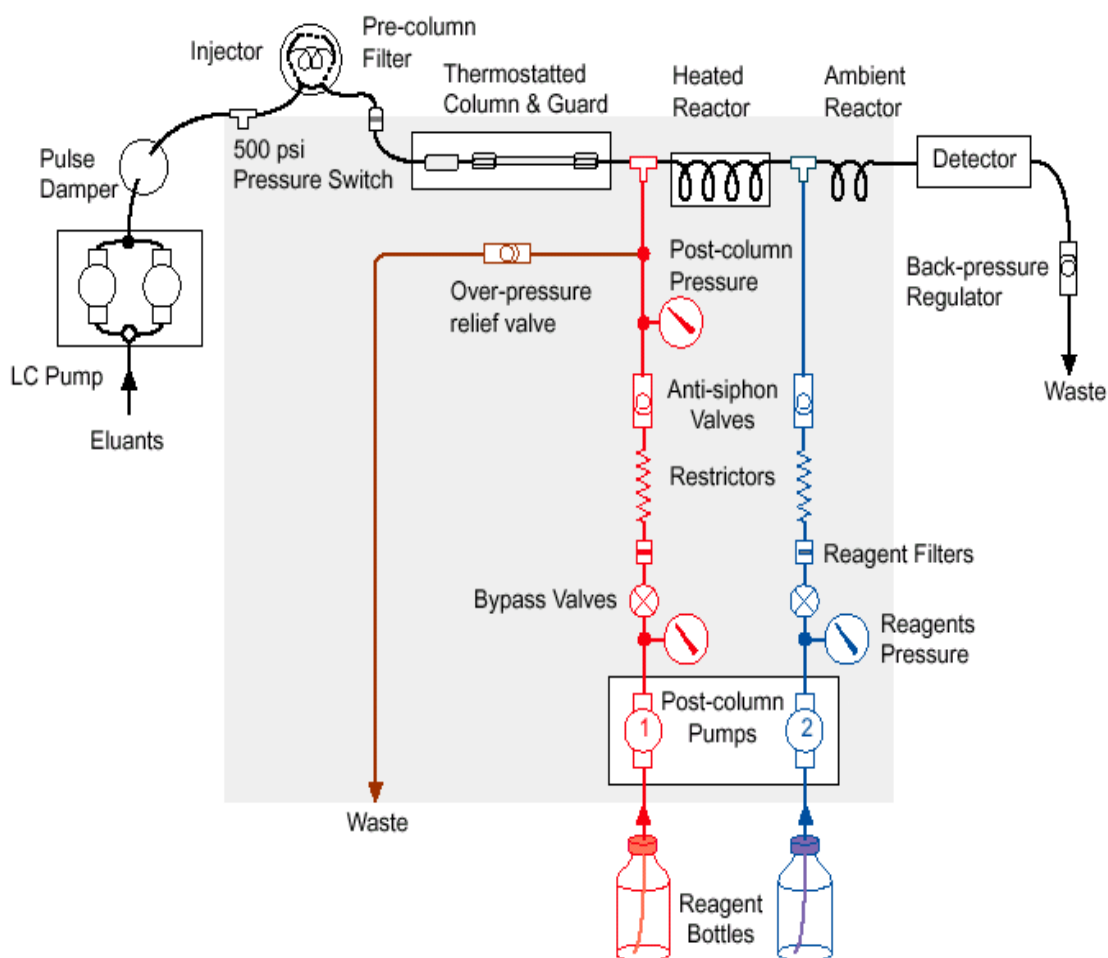 Pre-column
Filter
Injector
Thermostatted
Column & Guard
Heated
Reactor
Ambient
Reactor
500 psi
Pressure Switch
Pulse
Damper
Detector
Post-column
Pressure
Back-pressure
Regulator
Over-pressure
relief valve
LC Pump
Waste
Anti-siphon
Valves
Eluants
Restrictors
Reagent Filters
Bypass Valves
Reagents
Pressure
Post-column
Pumps
1
2
Waste
Reagent
Bottles